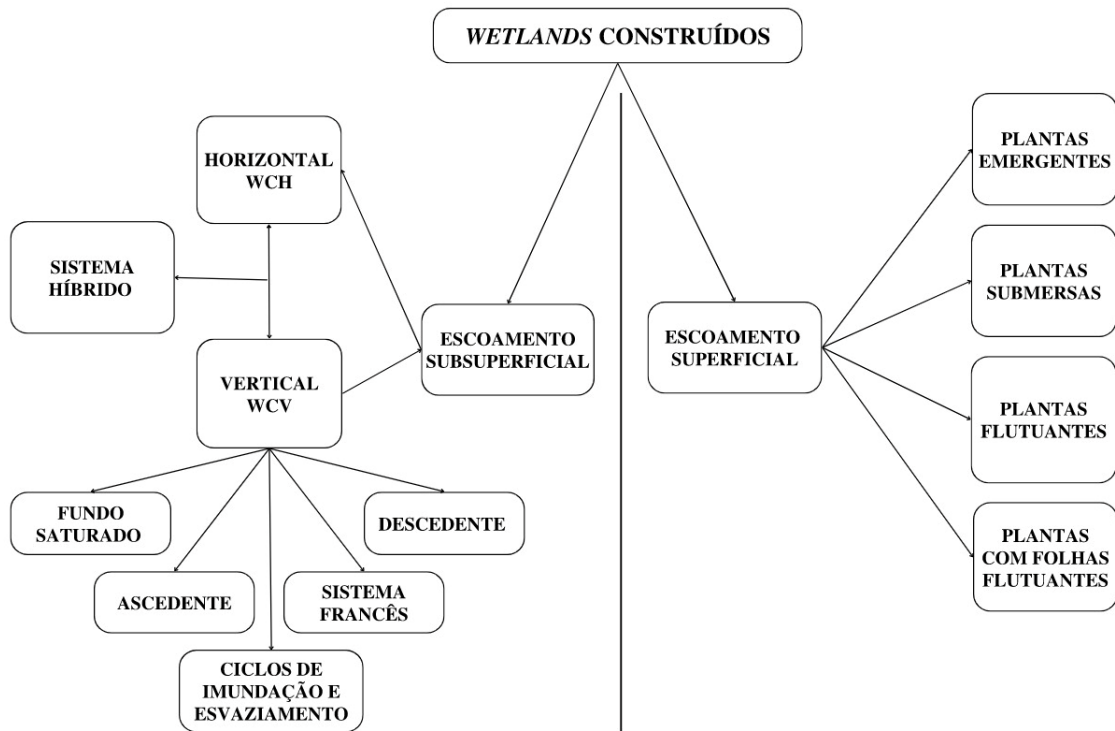 WETLANDS CONSTRUÍDOS
HORIZONTAL
WCH
SISTEMA
HÍBRIDO
VERTICAL
WCV
ESCOAMENTO
SUBSUPERFICIAL
FUNDO
SATURADO
ASCEDENTE
CICLOS DE
IMUNDAÇÃO E
ESVAZIAMENTO
SISTEMA
FRANCÊS
DESCEDENTE
ESCOAMENTO
SUPERFICIAL
PLANTAS
EMERGENTES
PLANTAS
SUBMERSAS
PLANTAS
FLUTUANTES
PLANTAS
COM FOLHAS
FLUTUANTES